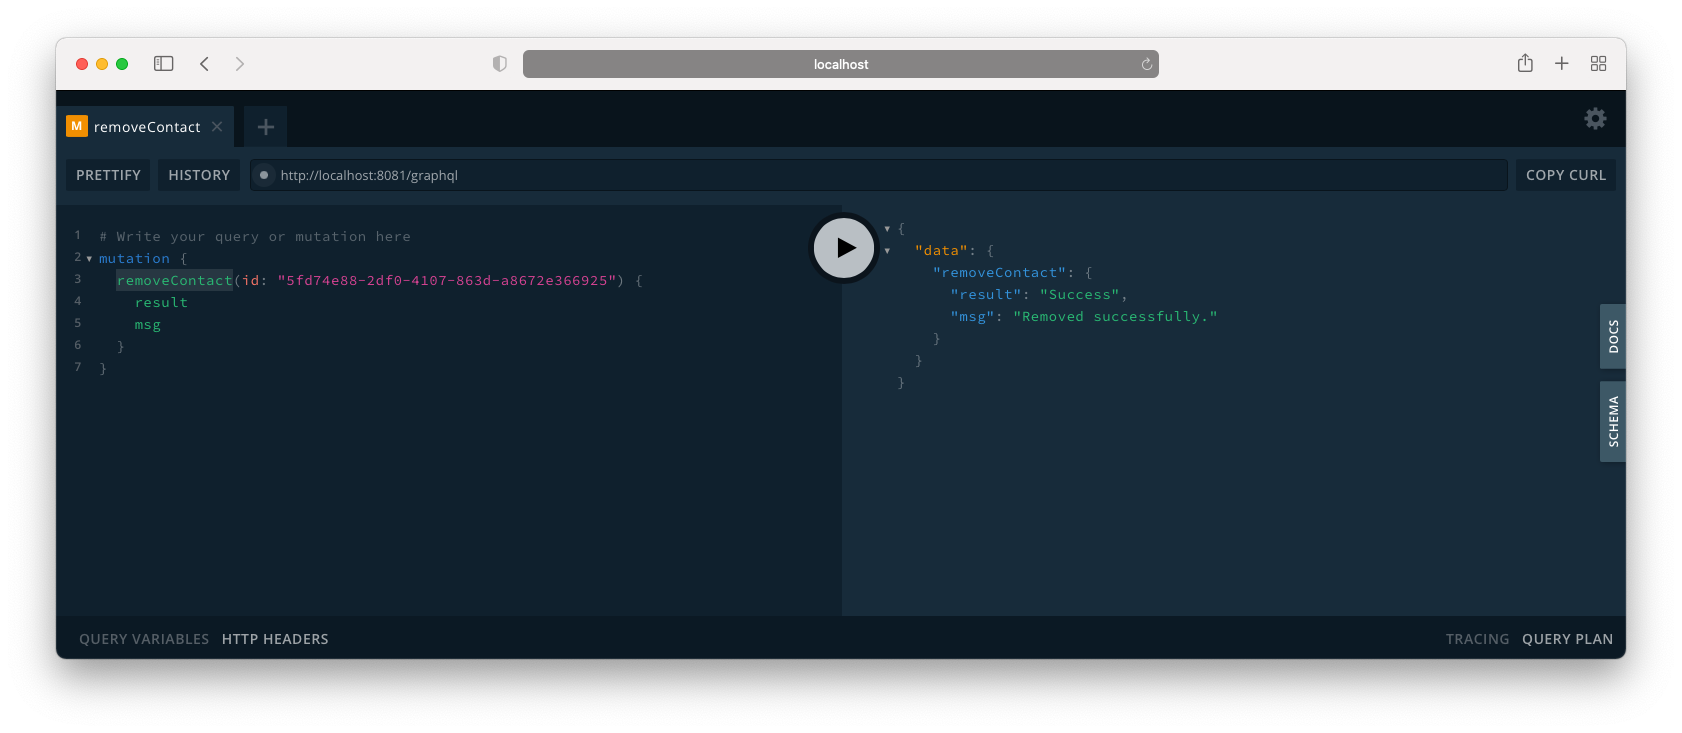 localhost
M removeContact
PRETTIFY HISTORY http://localhost:8081/graphql COPY CURL
1 # Write your query or mutation here
2 mutation {
3 removeContact(id: "5fd74e88-2df0-4107-863d-a8672e366925") {
4 result
5 msg
6 }
7 }
{
"data": {
"removeContact": {
"result": "Success",
"msg": "Removed successfully."
}
}
}
DOCS
SCHEMA
QUERY VARIABLES HTTP HEADERS
TRACING QUERY PLAN